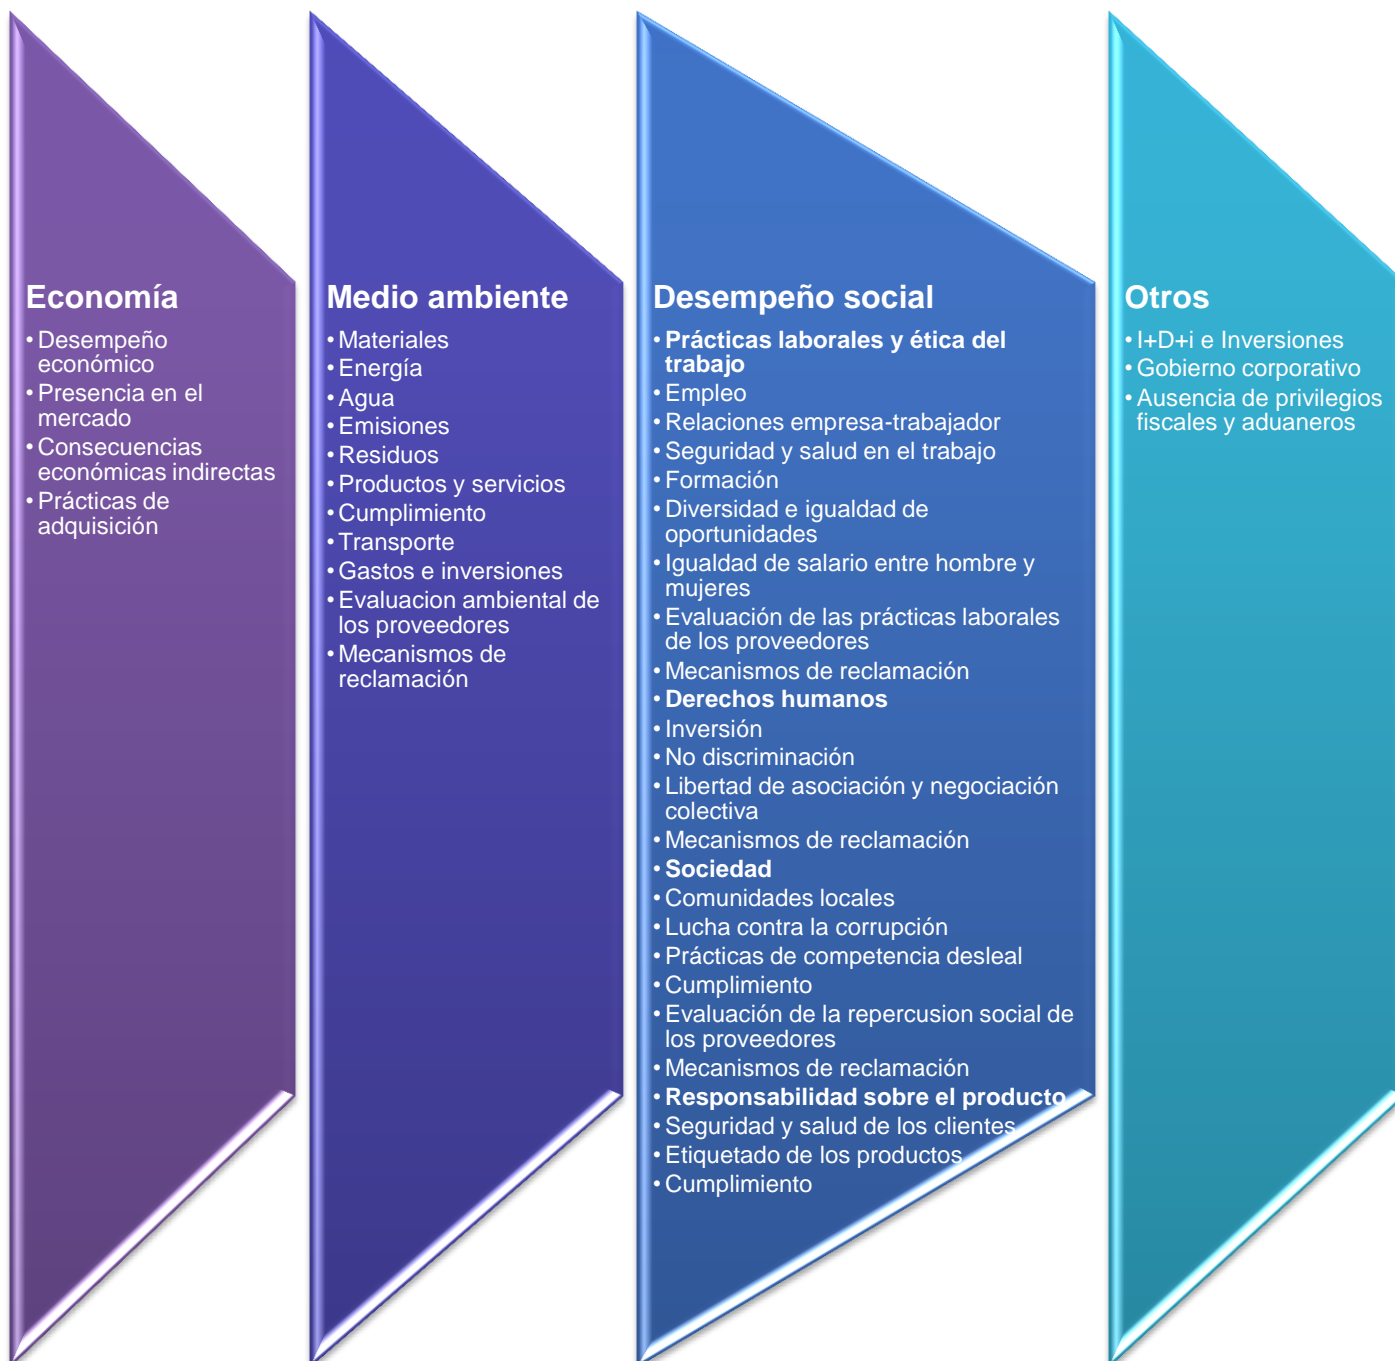 Economía
• Desempeño
económico
• Presencia en el
mercado
• Consecuencias
económicas indirectas
• Prácticas de
adquisición
Medio ambiente
• Materiales
• Energía
• Agua
• Emisiones
• Residuos
• Productos y servicios
• Cumplimiento
• Transporte
• Gastos e inversiones
• Evaluacion ambiental de
los proveedores
• Mecanismos de
reclamación
Desempeño social
• Prácticas laborales y ética del
trabajo
• Empleo
• Relaciones empresa-trabajador
• Seguridad y salud en el trabajo
• Formación
• Diversidad e igualdad de
oportunidades
• Igualdad de salario entre hombre y
mujeres
• Evaluación de las prácticas laborales
de los proveedores
• Mecanismos de reclamación
• Derechos humanos
• Inversión
• No discriminación
• Libertad de asociación y negociación
colectiva
• Mecanismos de reclamación
• Sociedad
• Comunidades locales
• Lucha contra la corrupción
• Prácticas de competencia desleal
• Cumplimiento
• Evaluación de la repercusion social de
los proveedores
• Mecanismos de reclamación
• Responsabilidad sobre el producto
• Seguridad y salud de los clientes
• Etiquetado de los productos
• Cumplimiento
Otros
• I+D+i e Inversiones
• Gobierno corporativo
• Ausencia de privilegios
fiscales y aduaneros